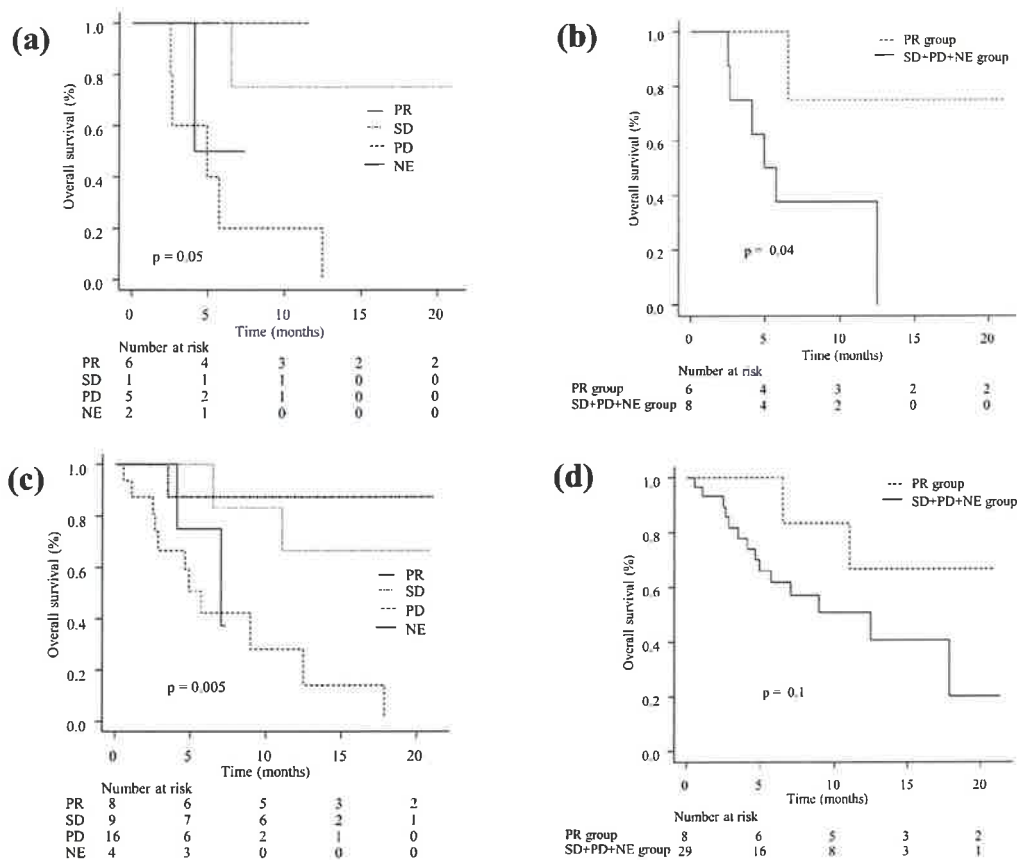 (a)
Overall survival (%)
1.0
0.8
0.6
0.4
0.2
0.0
PR
SD
PD
NE
p = 0.05
0 5 10 15 20
Time (months)
Number at risk
PR 6 4 3 2 2
SD 1 1 1 0 0
PD 5 2 1 0 0
NE 2 1 0 0 0
(b)
Overall survival (%)
1.0
0.8
0.6
0.4
0.2
0.0
PR group
SD+PD+NE group
p = 0.04
0 5 10 15 20
Time (months)
Number at risk
PR group 6 4 3 2 2
SD+PD+NE group 8 4 2 0 0
(c)
Overall survival (%)
1.0
0.8
0.6
0.4
0.2
0.0
PR
SD
PD
NE
p = 0.005
0 5 10 15 20
Time (months)
Number at risk
PR 8 6 5 3 2
SD 9 7 6 2 1
PD 16 6 2 1 0
NE 4 3 0 0 0
(d)
Overall survival (%)
1.0
0.8
0.6
0.4
0.2
0.0
PR group
SD+PD+NE group
p = 0.1
0 5 10 15 20
Time (months)
Number at risk
PR group 8 6 5 3 2
SD+PD+NE group 29 16 8 3 1